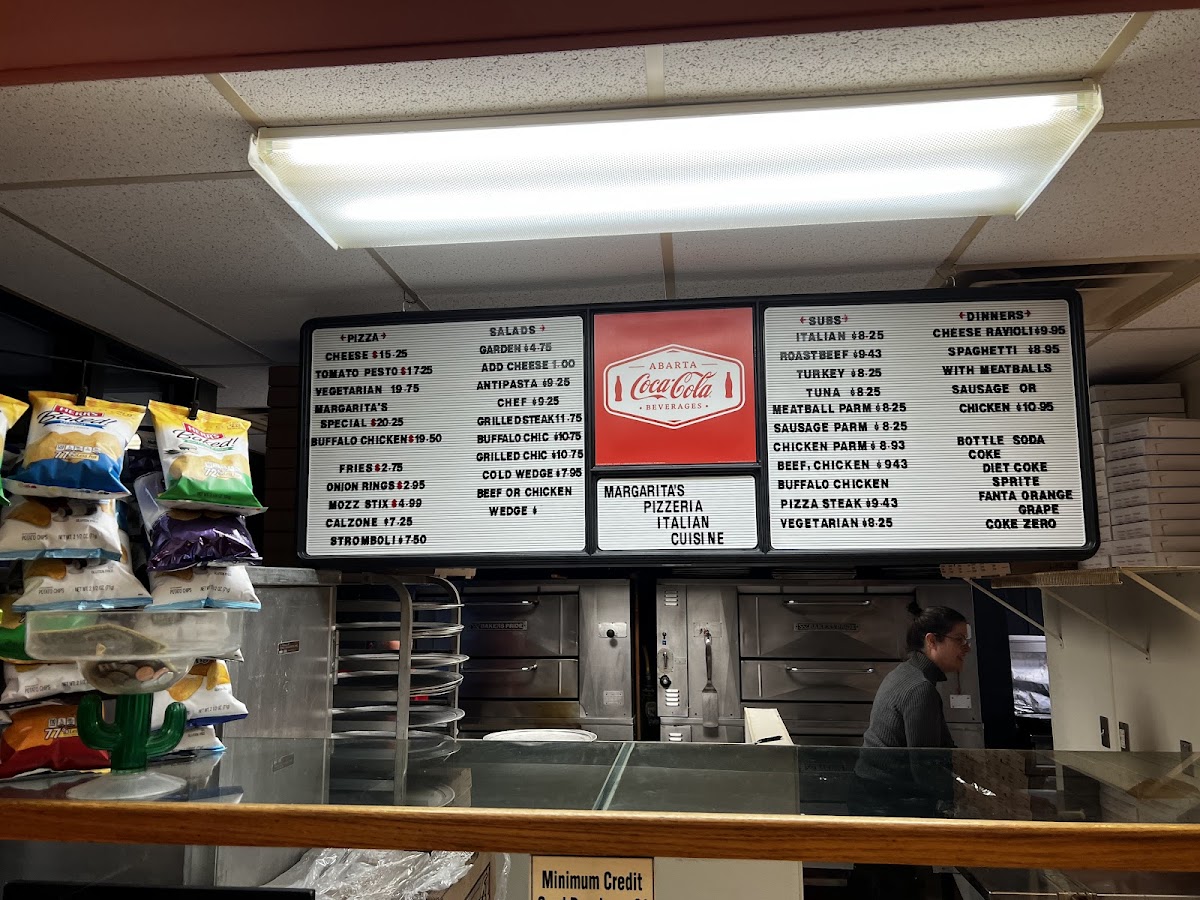 PIZZA
CHEESE $15.25
TOMATO PESTO $17.25
VEGETARIAN 19.75
MARGARITA'S
SPECIAL $20.25
BUFFALO CHICKEN $19.50
FRIES $2.75
ONION RINGS $2.95
MOZZ STIX $4.99
CALZONE $7.25
STROMBOLI $7.50
SALADS
GARDEN $4.75
ADD CHEESE 1.00
ANTIPASTA $9.25
CHEF $9.25
GRILLED STEAK 11.75
BUFFALO CHIC $10.75
GRILLED CHIC $10.75
COLD WEDGE $7.95
BEEF OR CHICKEN
WEDGE $
ABARTA
Coca-Cola
BEVERAGES
MARGARITA'S
PIZZERIA
ITALIAN
CUISINE
SUBS
ITALIAN $8.25
ROAST BEEF $9.43
TURKEY $8.25
TUNA $8.25
MEATBALL PARM $8.25
SAUSAGE PARM $8.25
CHICKEN PARM $8.93
BEEF, CHICKEN $943
BUFFALO CHICKEN
PIZZA STEAK $9.43
VEGETARIAN $8.25
DINNERS
CHEESE RAVIOLI $9.95
SPAGHETTI $8.95
WITH MEATBALLS
SAUSAGE OR
CHICKEN $10.95
BOTTLE SODA
COKE
DIET COKE
SPRITE
FANTA ORANGE
GRAPE
COKE ZERO
HERR'S
Baked!
HERR'S
Baked!
BAKERS PRIDE
Minimum Credit